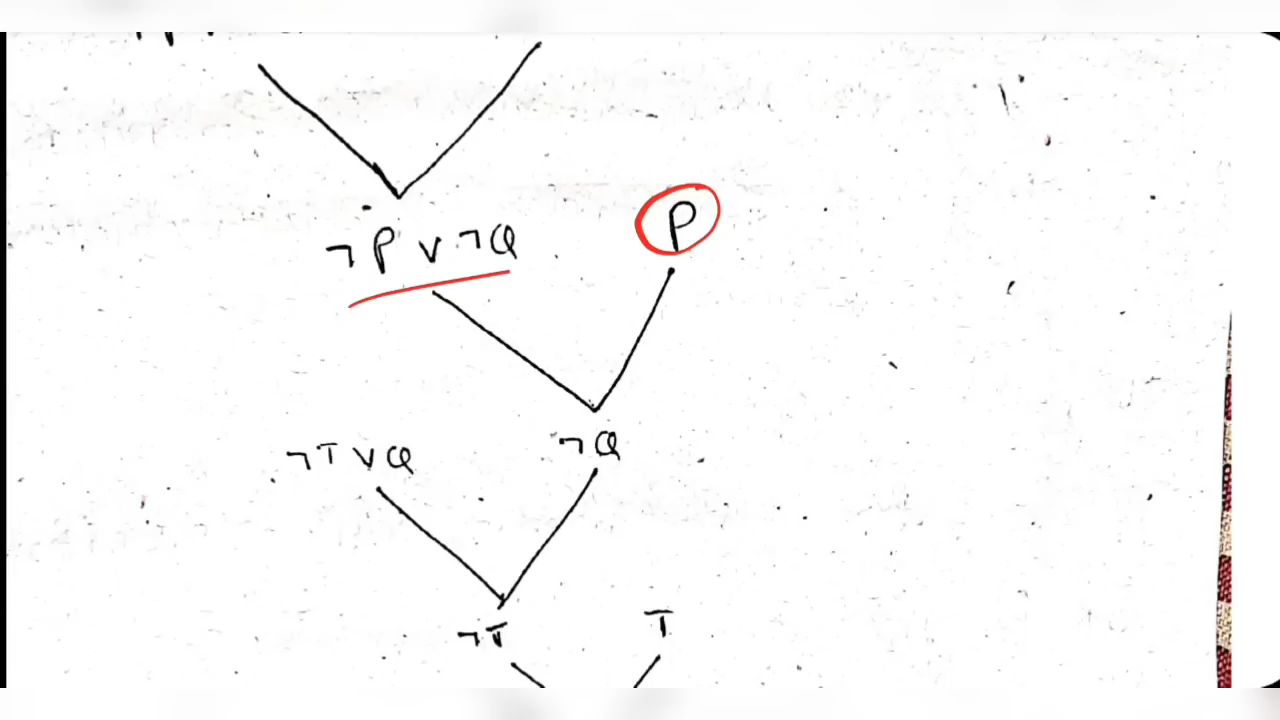 ¬P ∨ ¬Q
P
¬T ∨ Q
¬Q
¬T
T